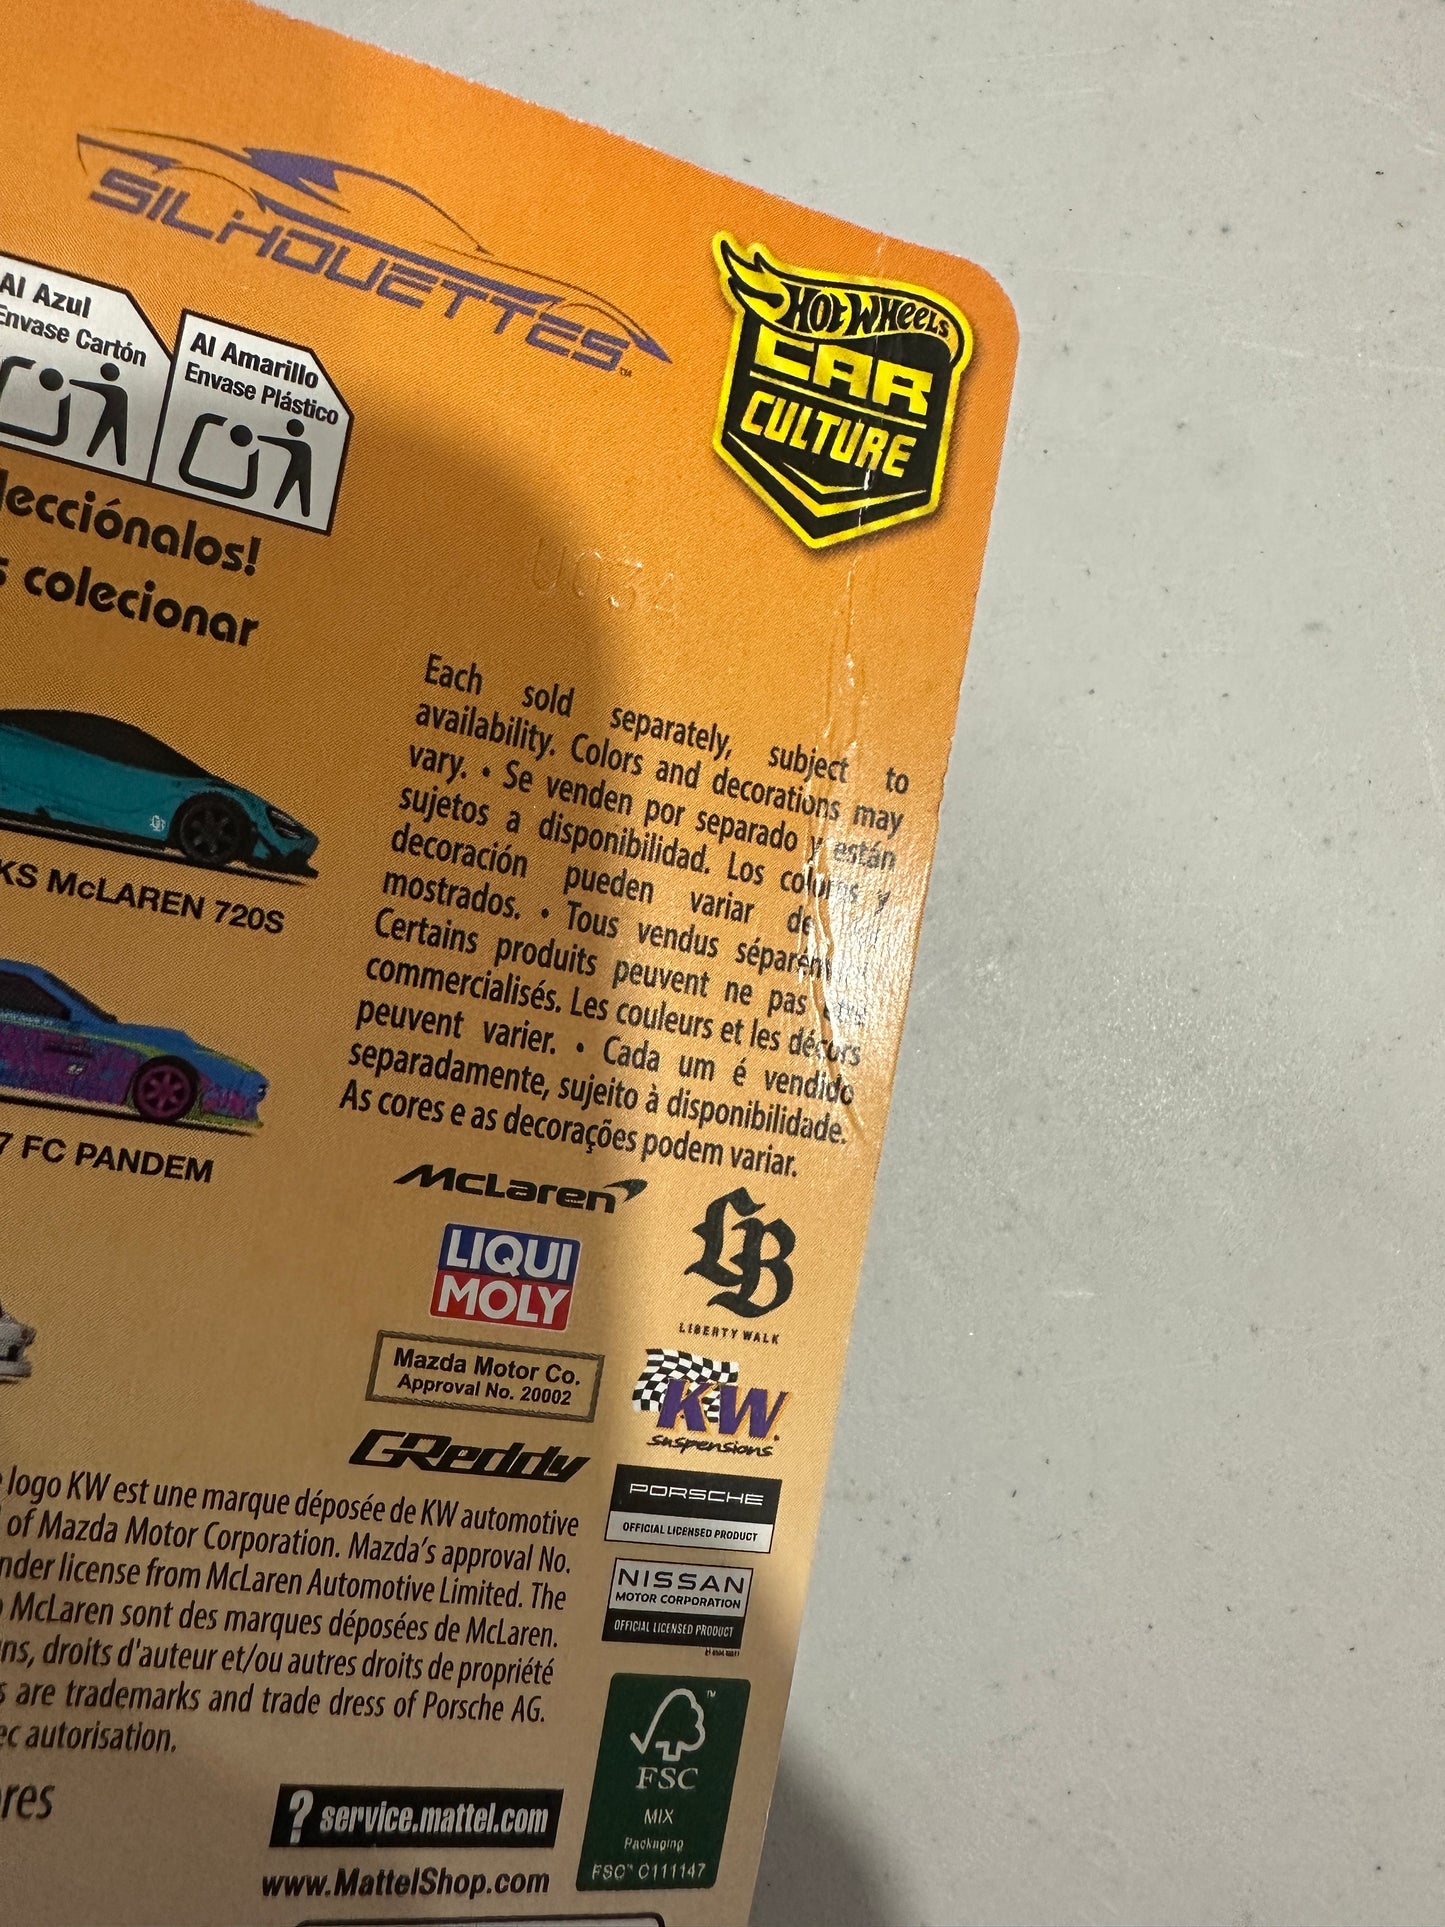 SILHOUETTES™
HOT WHEELS
CAR
CULTURE
Al Azul
Envase Cartón
Al Amarillo
Envase Plástico
lecciónalos!
s colecionar
Each sold separately, subject to
availability. Colors and decorations may
vary. • Se venden por separado y están
sujetos a disponibilidad. Los colores y
decoración pueden variar de
mostrados. • Tous vendus
Certains produits peuvent ne pas
commercialisés. Les couleurs et les décors
peuvent varier. • Cada um é vendido
separadamente, sujeito à disponibilidade.
As cores e as decorações podem variar.
KS McLAREN 720S
7 FC PANDEM
McLaren
LB
LIBERTY WALK
LIQUI
MOLY
Mazda Motor Co.
Approval No. 20002
KW
suspensions
GReddy
PORSCHE
OFFICIAL LICENSED PRODUCT
NISSAN
MOTOR CORPORATION
OFFICIAL LICENSED PRODUCT
logo KW est une marque déposée de KW automotive
of Mazda Motor Corporation. Mazda's approval No.
nder license from McLaren Automotive Limited. The
McLaren sont des marques déposées de McLaren.
ns, droits d'auteur et/ou autres droits de propriété
s are trademarks and trade dress of Porsche AG.
ec autorisation.
res
? service.mattel.com
www.MattelShop.com
™
FSC
MIX
Packaging
FSC™ C111147